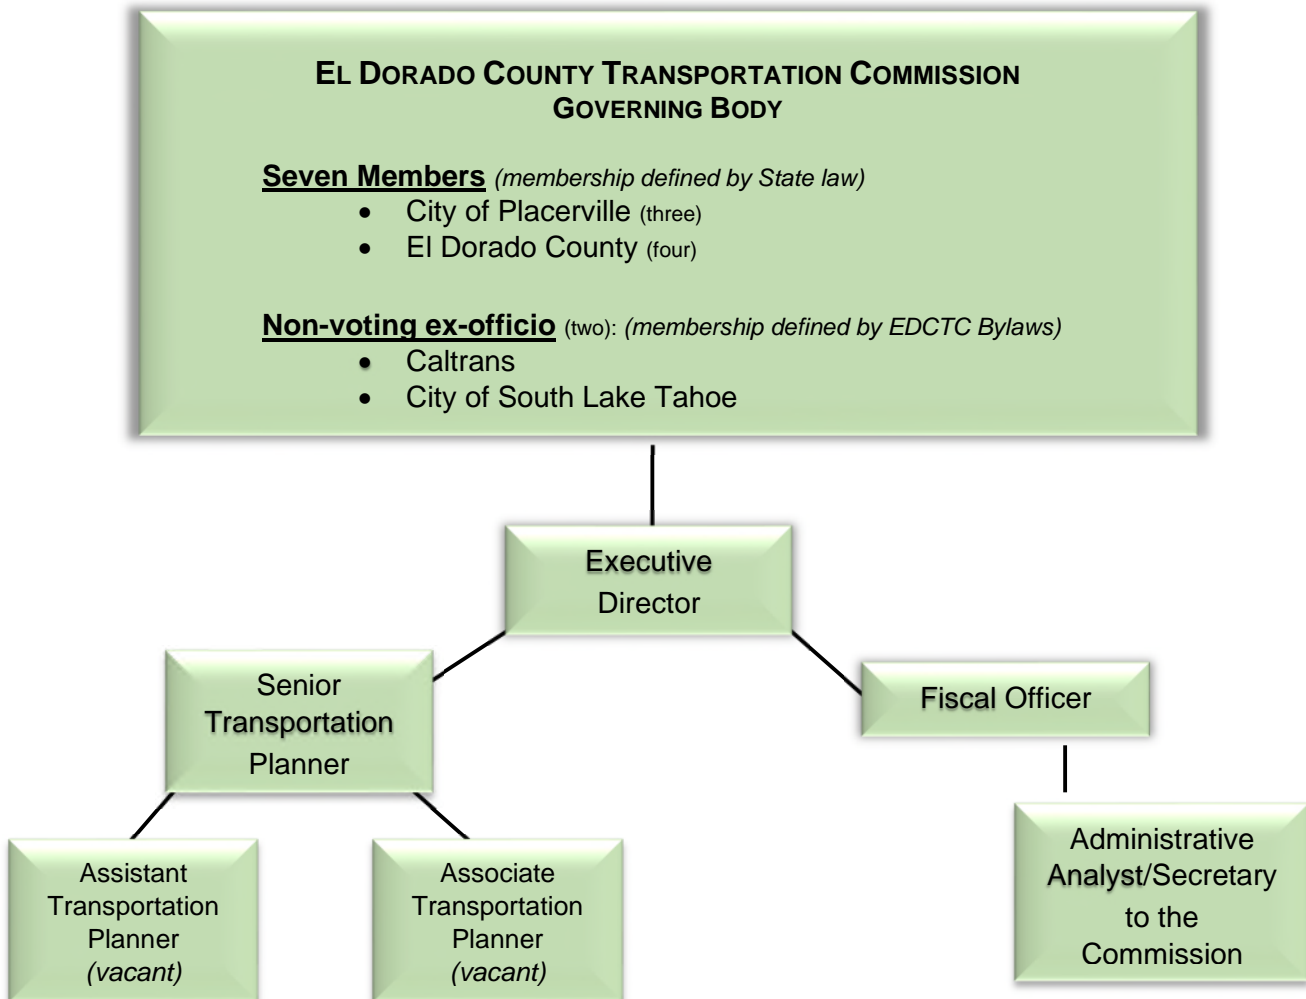 EL DORADO COUNTY TRANSPORTATION COMMISSION
GOVERNING BODY
Seven Members (membership defined by State law)
• City of Placerville (three)
• El Dorado County (four)
Non-voting ex-officio (two): (membership defined by EDCTC Bylaws)
• Caltrans
• City of South Lake Tahoe
Executive
Director
Senior
Transportation
Planner
Fiscal Officer
Assistant
Transportation
Planner
(vacant)
Associate
Transportation
Planner
(vacant)
Administrative
Analyst/Secretary
to the
Commission